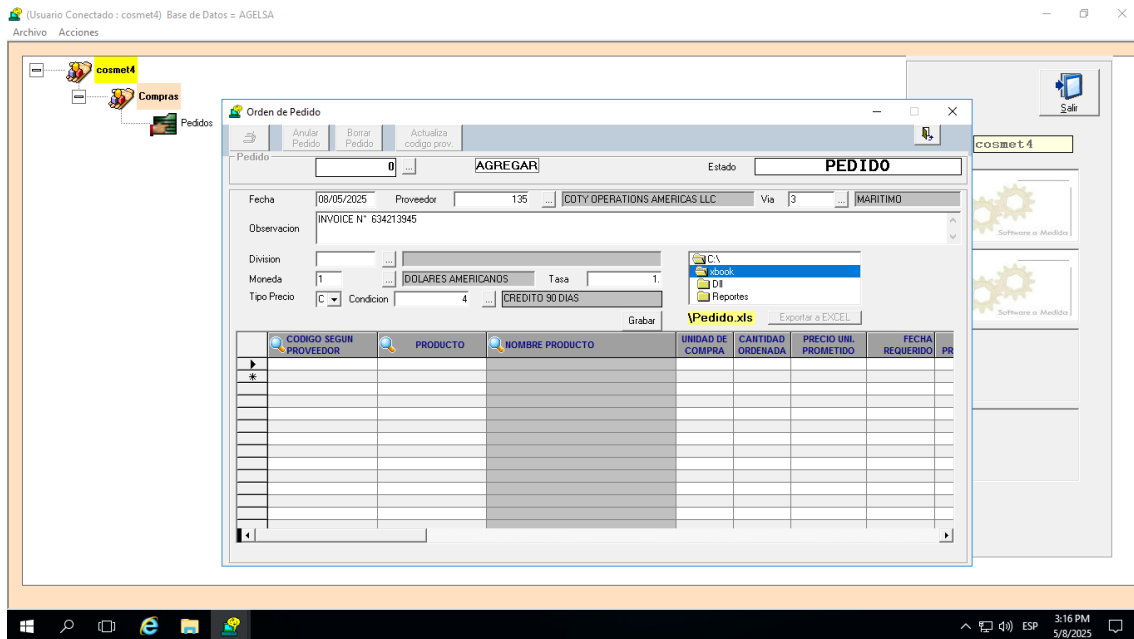 (Usuario Conectado : cosmet4) Base de Datos = AGELSA
Archivo Acciones
cosmet4
Compras
Pedidos
Salir
cosmet4
Software a Medida
Software a Medida
Orden de Pedido
Anular Pedido
Borrar Pedido
Actualiza codigo prov.
Pedido 0 ... AGREGAR Estado PEDIDO
Fecha 08/05/2025 Proveedor 135 ... COTY OPERATIONS AMERICAS LLC Via 3 ... MARITIMO
Observacion INVOICE N° 634213945
Division ...
Moneda 1 ... DOLARES AMERICANOS Tasa 1.
Tipo Precio C Condicion 4 ... CREDITO 90 DIAS
C:\
xbook
Dll
Reportes
Grabar \Pedido.xls Exportar a EXCEL
CODIGO SEGUN PROVEEDOR PRODUCTO NOMBRE PRODUCTO UNIDAD DE COMPRA CANTIDAD ORDENADA PRECIO UNI. PROMETIDO FECHA REQUERIDO PR
ESP
3:16 PM
5/8/2025